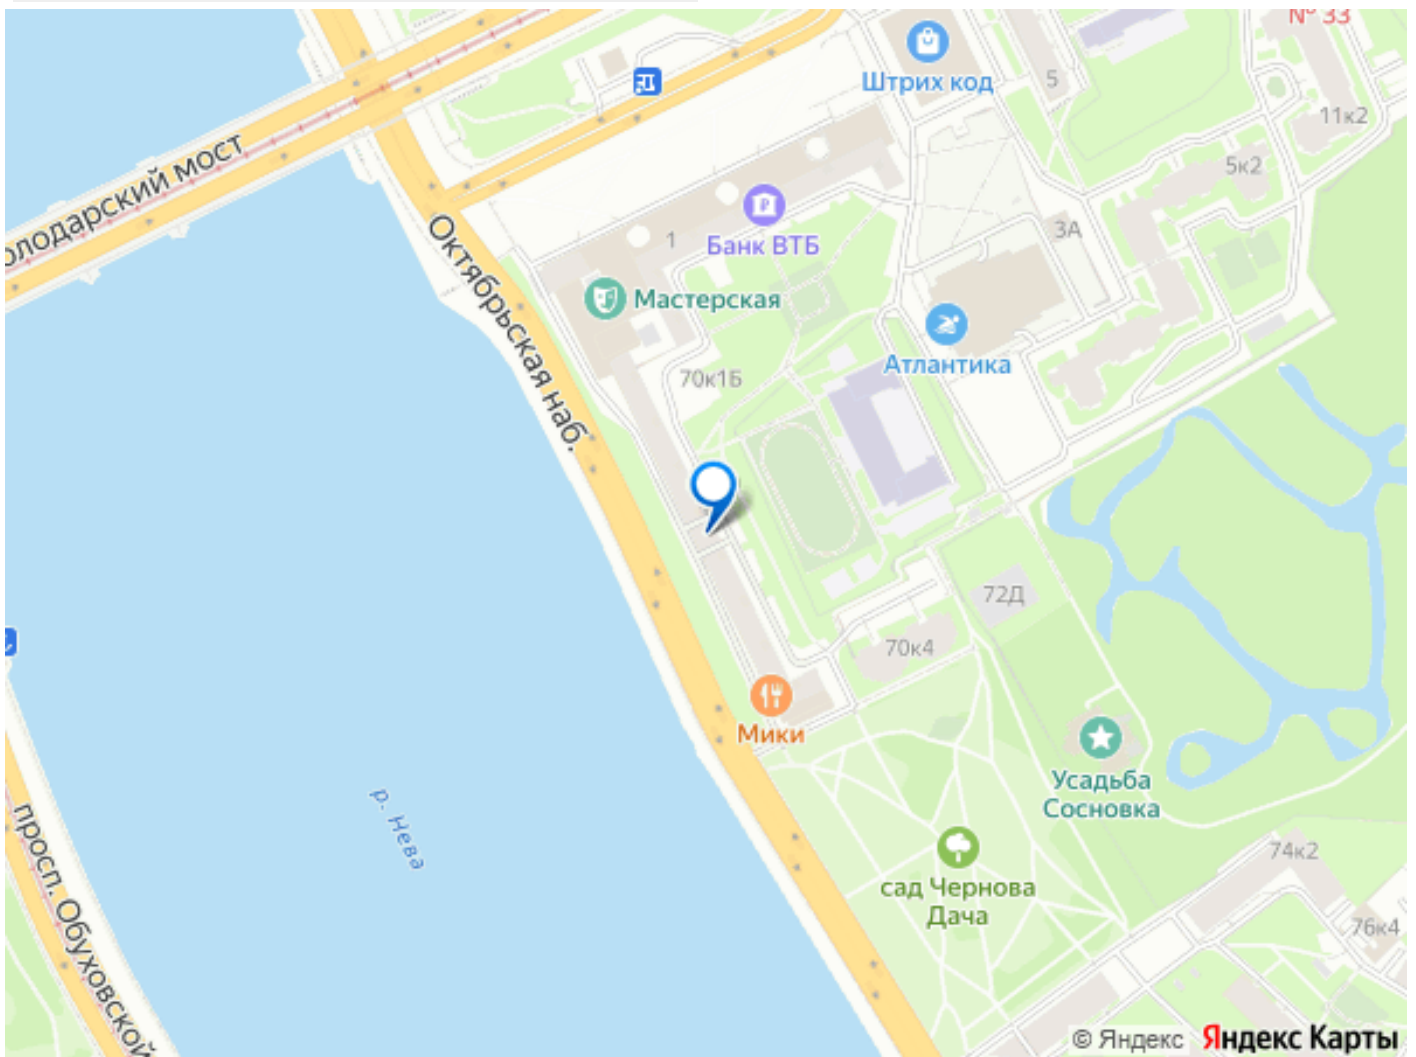 № 33
Штрих код
5
11к2
олодарский мост
5к2
Октябрьская наб.
1
Банк ВТБ
3А
Мастерская
Атлантика
70к1Б
72Д
70к4
Мики
Усадьба
Сосновка
р. Нева
просп. Обуховской
сад Чернова
Дача
74к2
76к4
© Яндекс Яндекс Карты